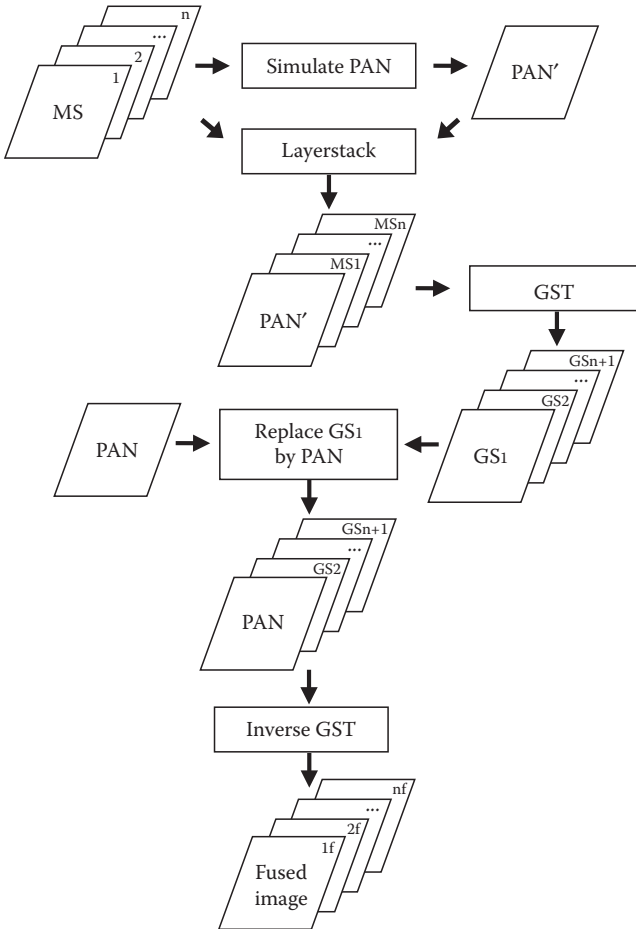 n
...
2
1
MS
Simulate PAN
PAN′
Layerstack
MSn
...
MS1
PAN′
GST
GSn+1
...
GS2
GS1
PAN
Replace GS1
by PAN
GSn+1
...
GS2
PAN
Inverse GST
nf
...
2f
1f
Fused
image